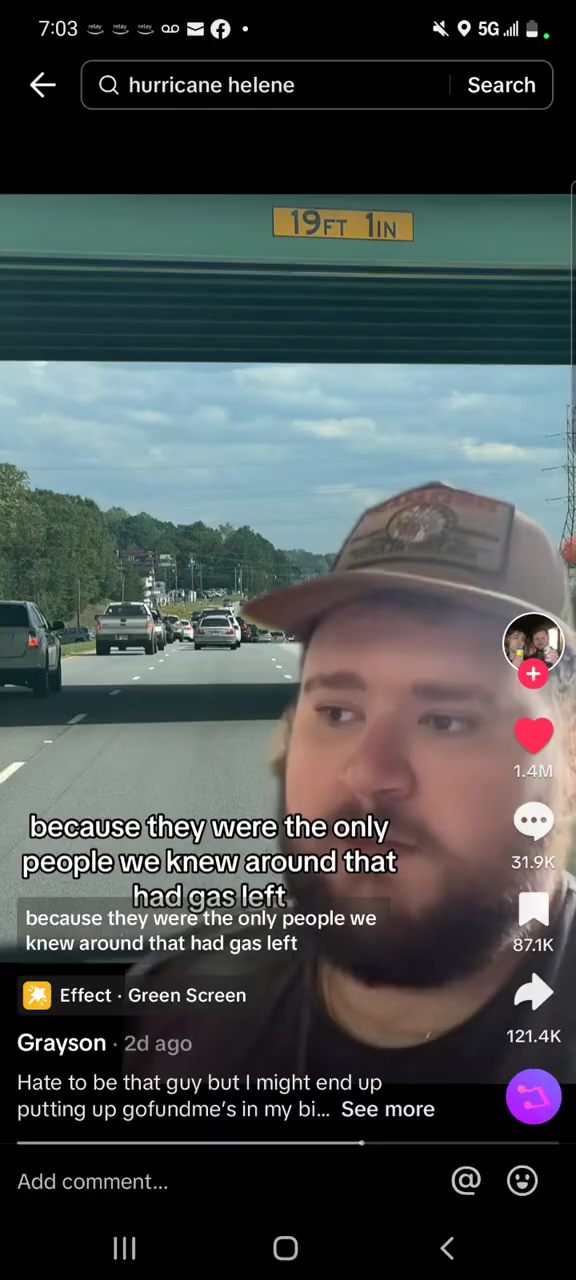 7:03
relay relay relay
5G
hurricane helene
Search
19FT 1IN
1.4M
because they were the only
people we knew around that
had gas left
31.9K
because they were the only people we
knew around that had gas left
87.1K
Effect · Green Screen
121.4K
Grayson · 2d ago
Hate to be that guy but I might end up
putting up gofundme's in my bi... See more
Add comment...
@